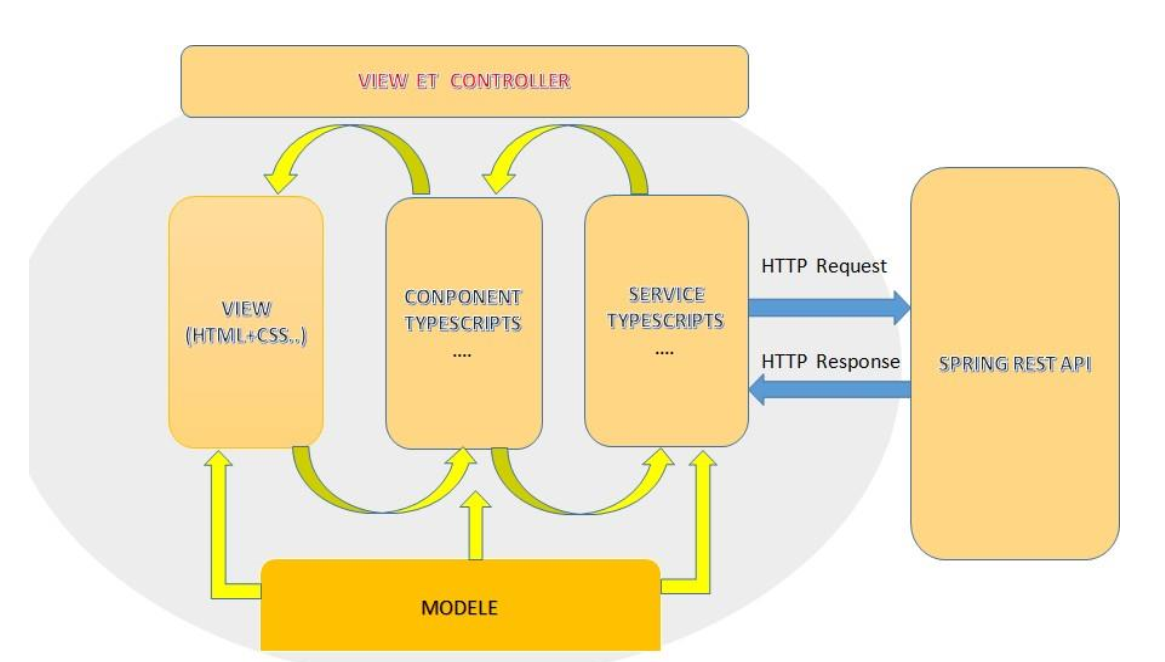 VIEW ET CONTROLLER
VIEW
(HTML+CSS..)
CONPONENT
TYPESCRIPTS
....
SERVICE
TYPESCRIPTS
....
HTTP Request
HTTP Response
SPRING REST API
MODELE